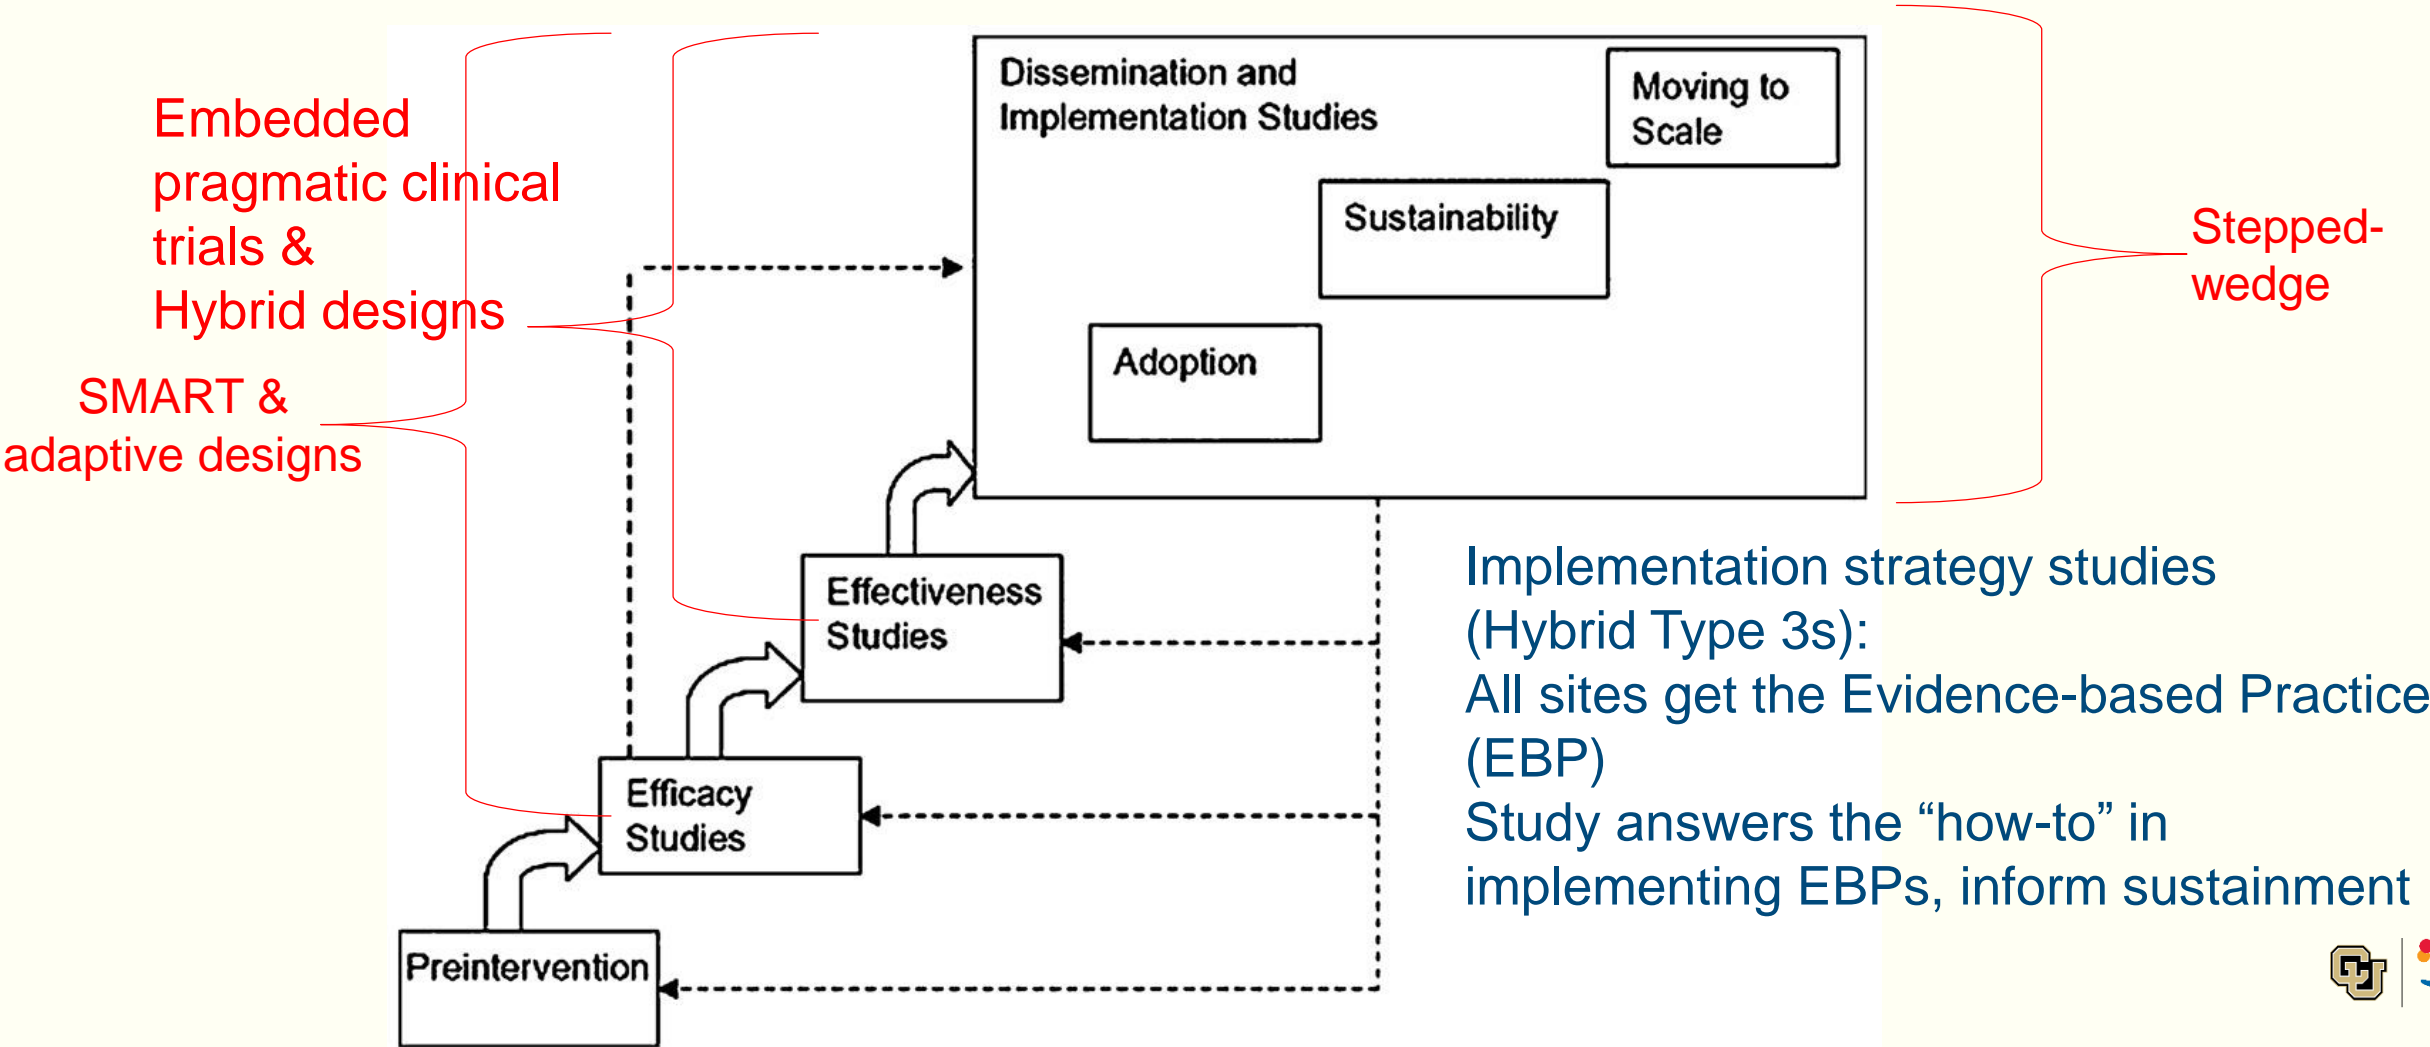 Embedded
pragmatic clinical
trials &
Hybrid designs
SMART &
adaptive designs
Dissemination and
Implementation Studies
Moving to
Scale
Sustainability
Adoption
Stepped-
wedge
Effectiveness
Studies
Efficacy
Studies
Preintervention
Implementation strategy studies
(Hybrid Type 3s):
All sites get the Evidence-based Practice
(EBP)
Study answers the “how-to” in
implementing EBPs, inform sustainment
CU